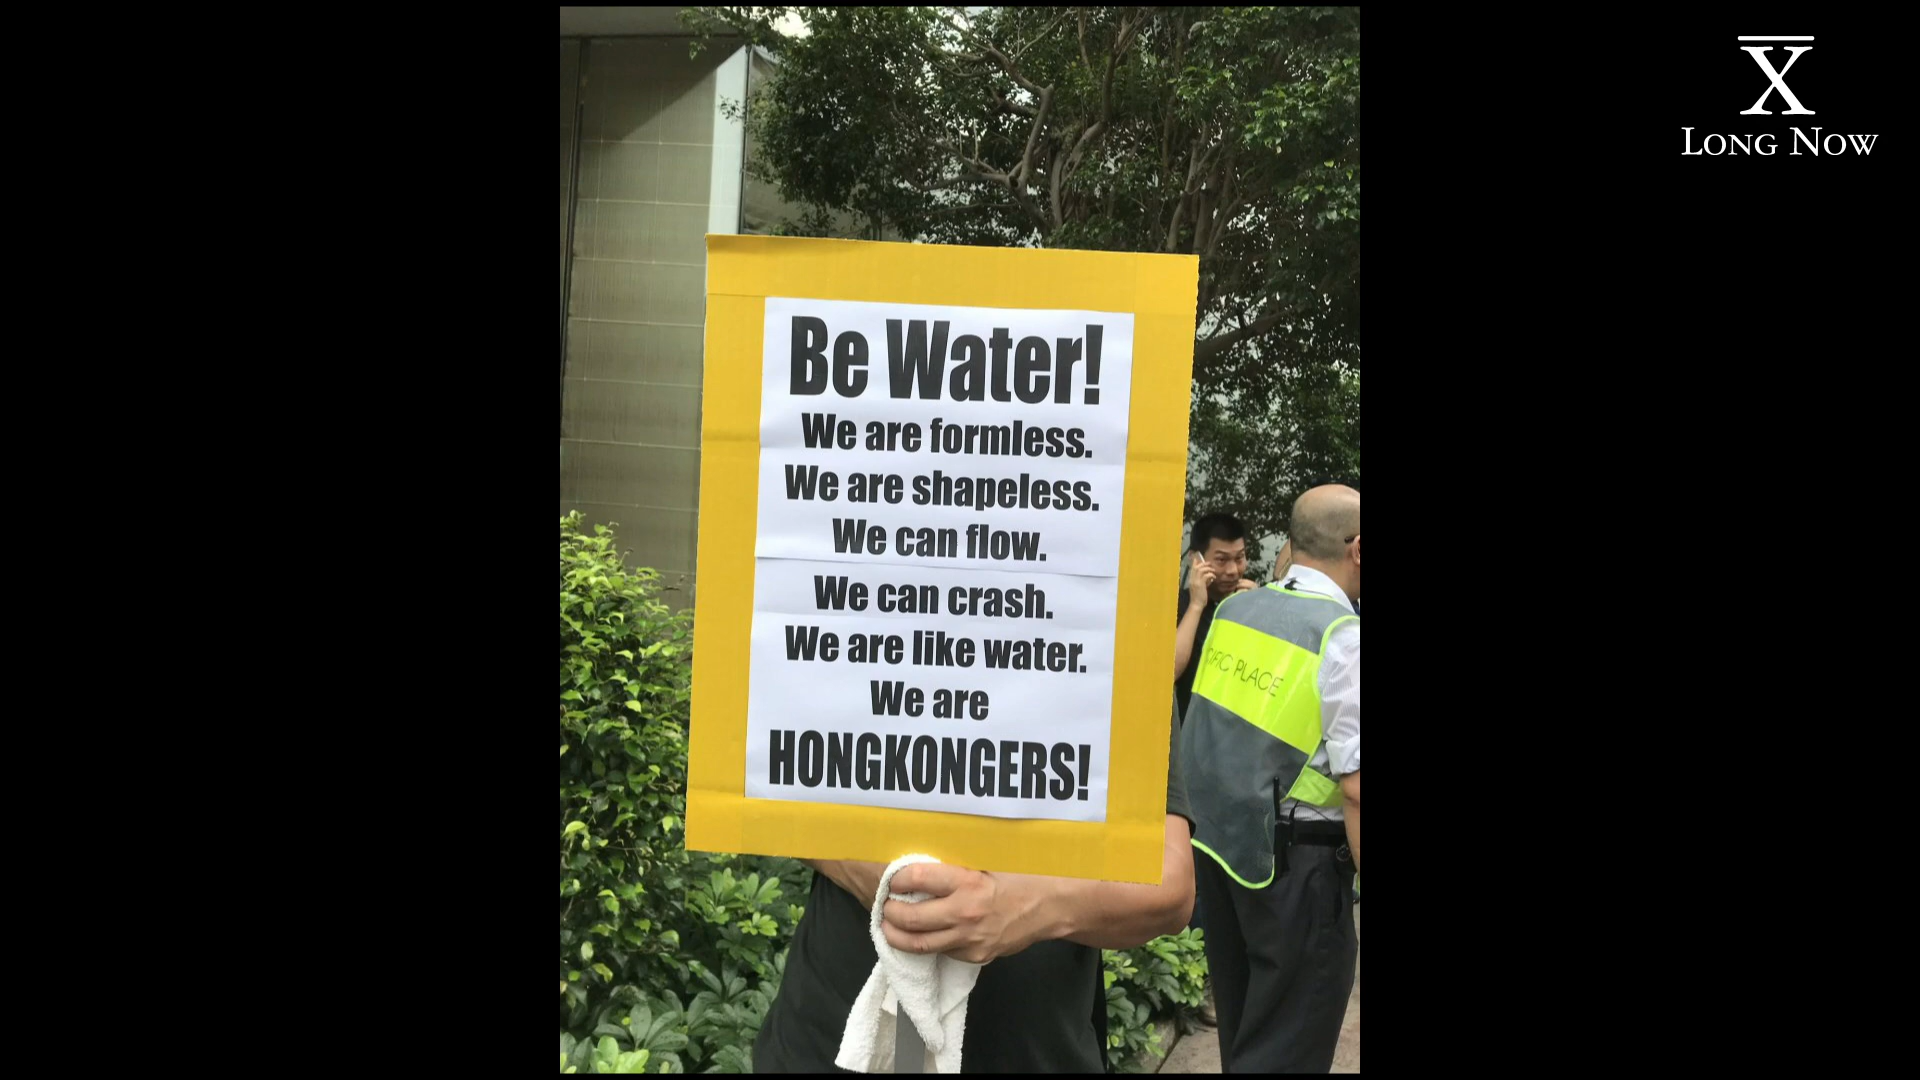 X
LONG NOW
Be Water!
We are formless.
We are shapeless.
We can flow.
We can crash.
We are like water.
We are
HONGKONGERS!
PLACE